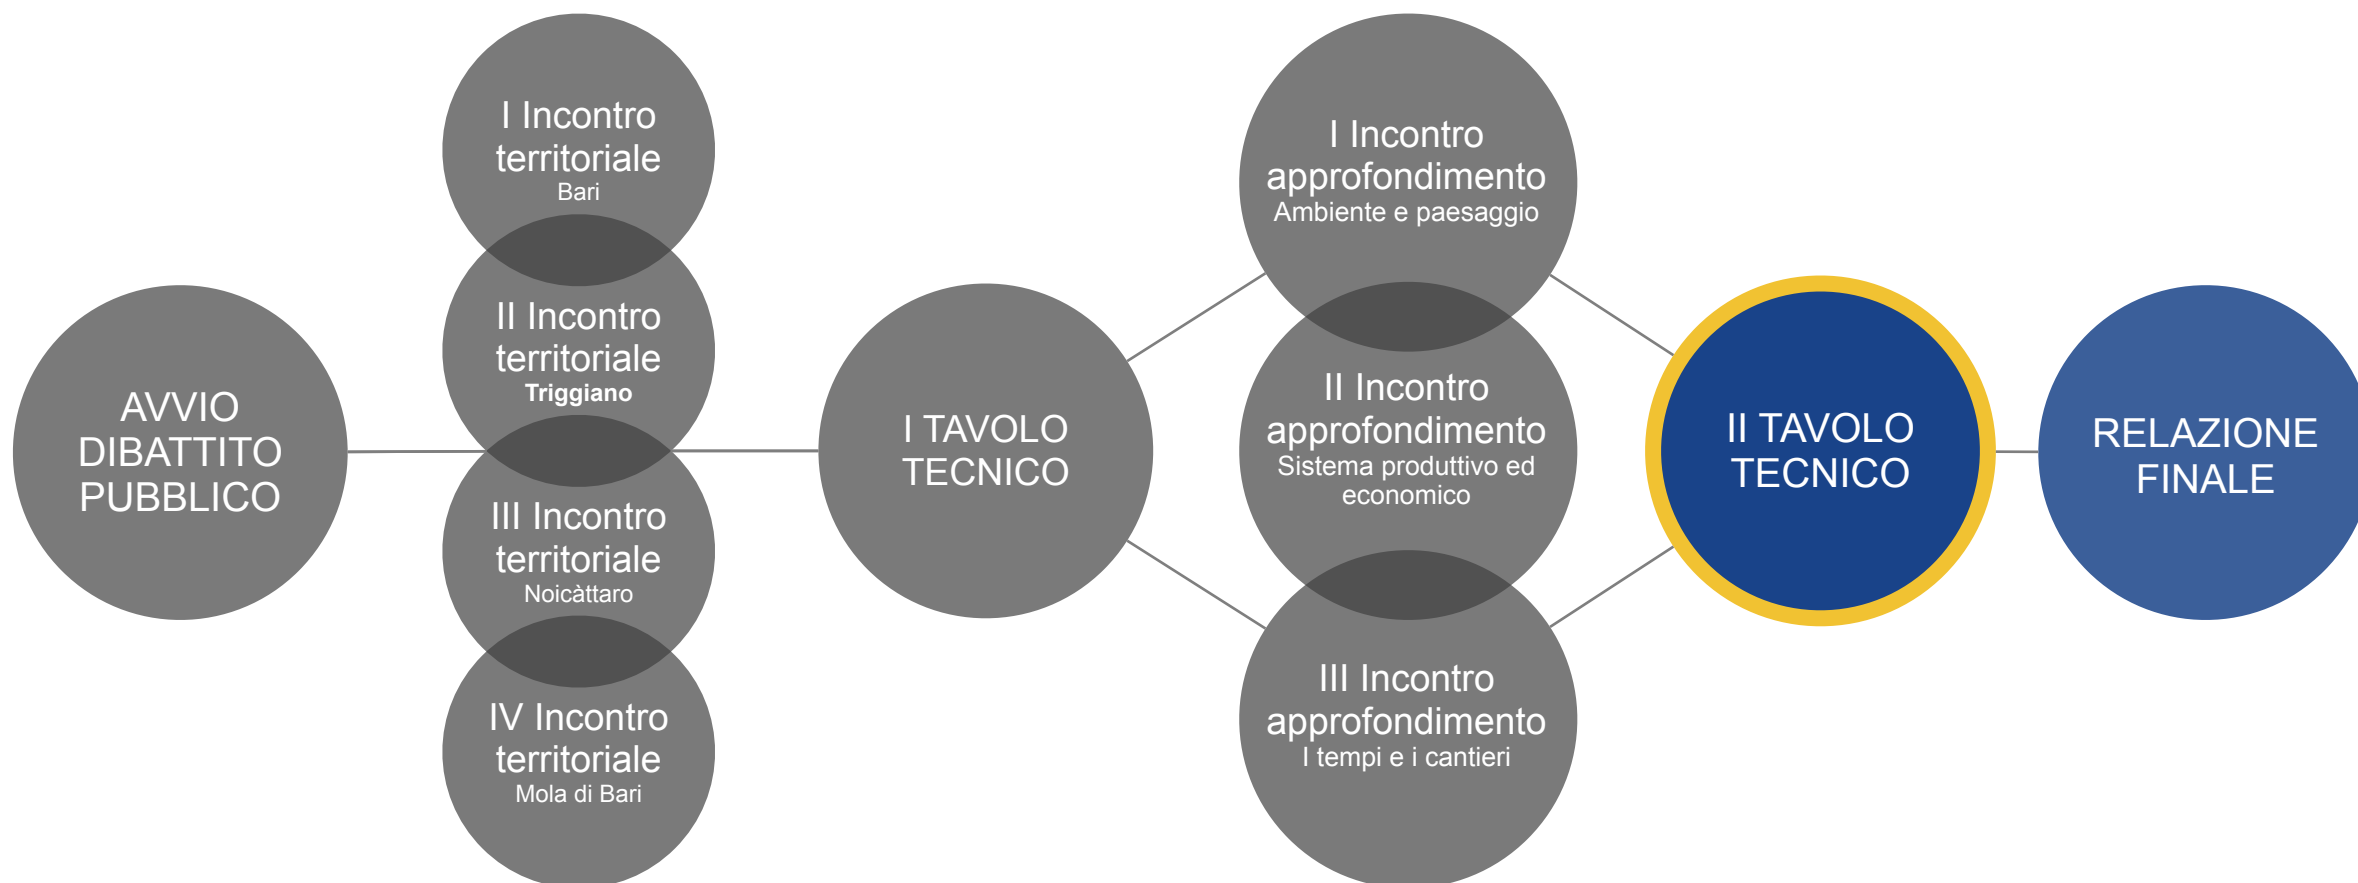 AVVIO
DIBATTITO
PUBBLICO
I Incontro
territoriale
Bari
II Incontro
territoriale
Triggiano
III Incontro
territoriale
Noicàttaro
IV Incontro
territoriale
Mola di Bari
I TAVOLO
TECNICO
I Incontro
approfondimento
Ambiente e paesaggio
II Incontro
approfondimento
Sistema produttivo ed
economico
III Incontro
approfondimento
I tempi e i cantieri
II TAVOLO
TECNICO
RELAZIONE
FINALE